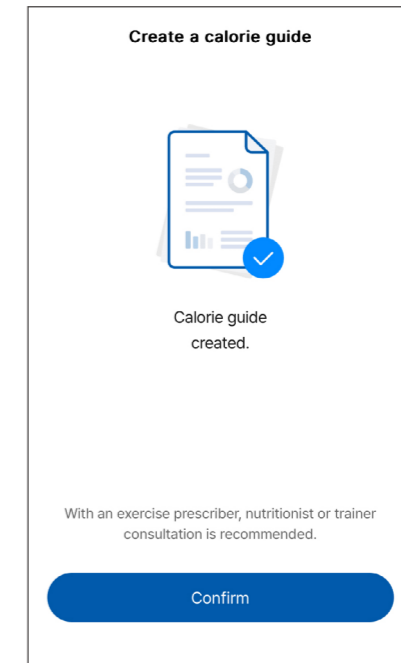 Create a calorie guide
Calorie guide
created.
With an exercise prescriber, nutritionist or trainer
consultation is recommended.
Confirm